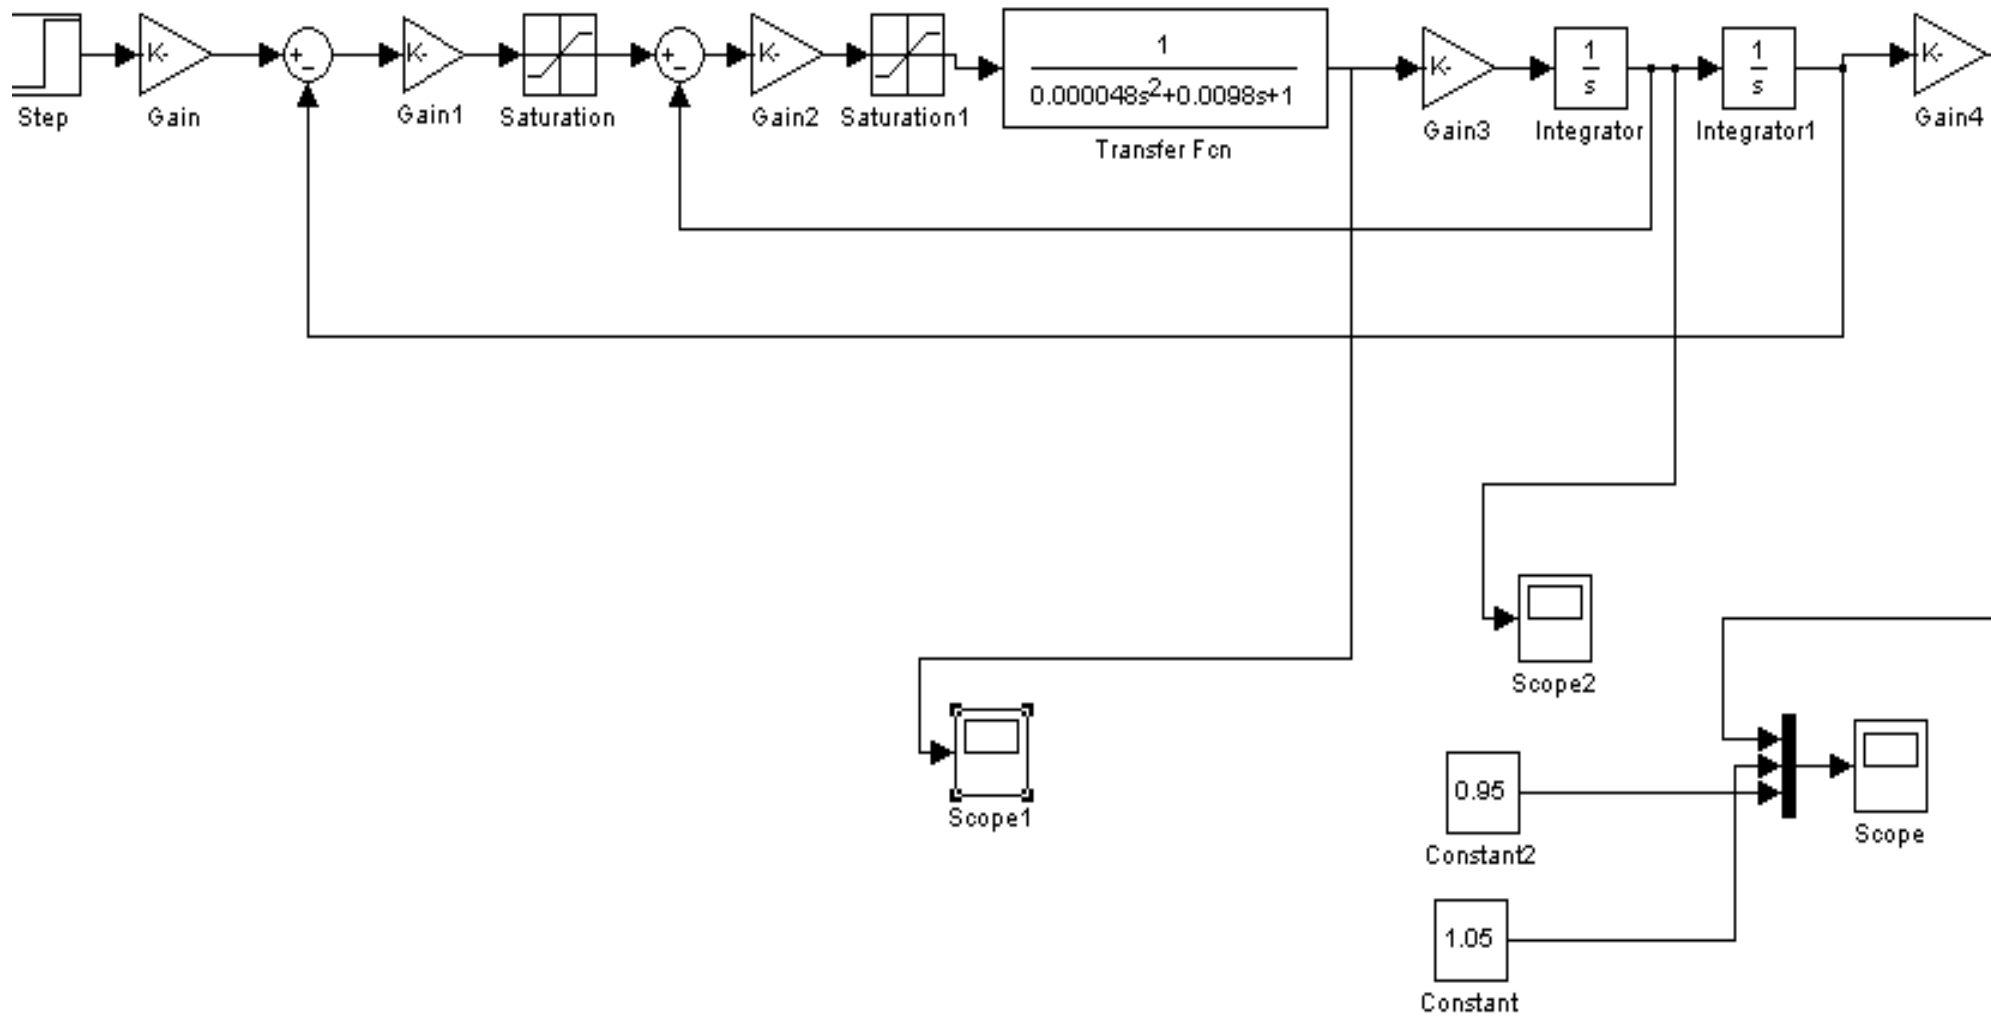 K-
+
−
K-
+
−
K-
1
0.000048s²+0.0098s+1
K-
1
s
1
s
K-
Step
Gain
Gain1
Saturation
Gain2
Saturation1
Transfer Fcn
Gain3
Integrator
Integrator1
Gain4
Scope2
Scope1
0.95
Scope
Constant2
1.05
Constant